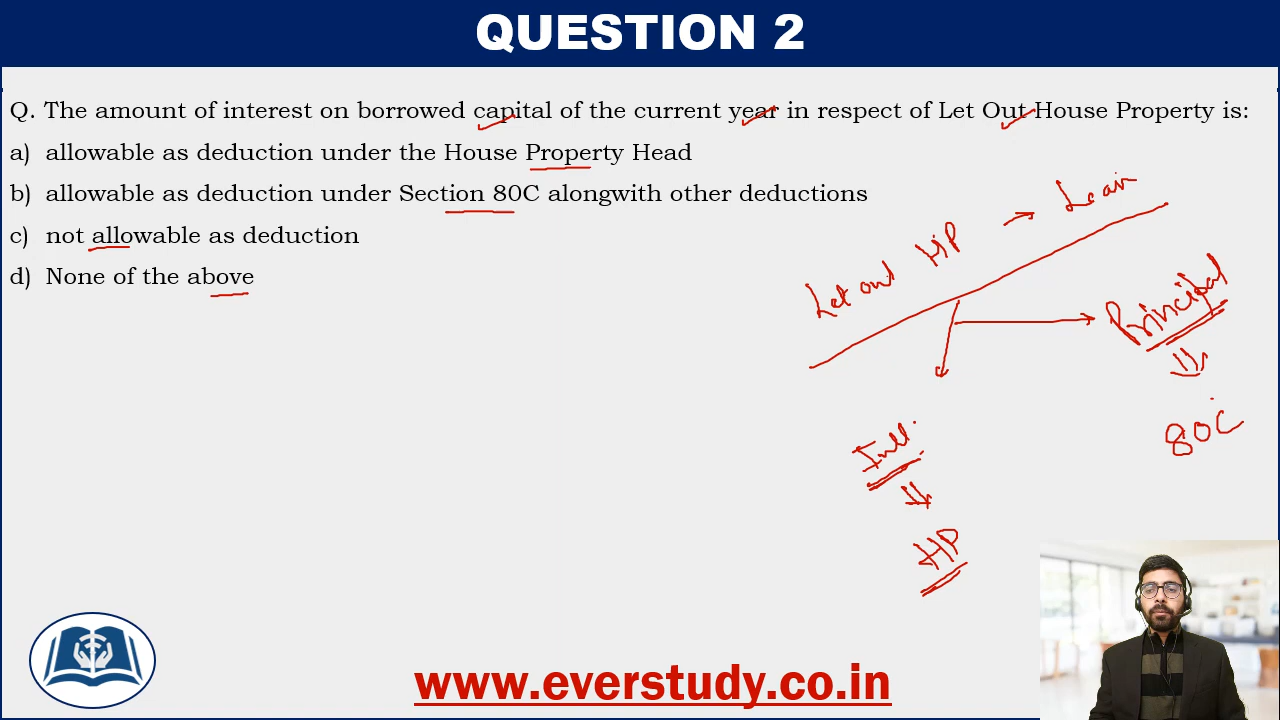 QUESTION 2
Q. The amount of interest on borrowed capital of the current year in respect of Let Out House Property is:
a) allowable as deduction under the House Property Head
b) allowable as deduction under Section 80C alongwith other deductions
c) not allowable as deduction
d) None of the above
Let out HP → Loan
Principal
80C
Int.
HP
www.everstudy.co.in